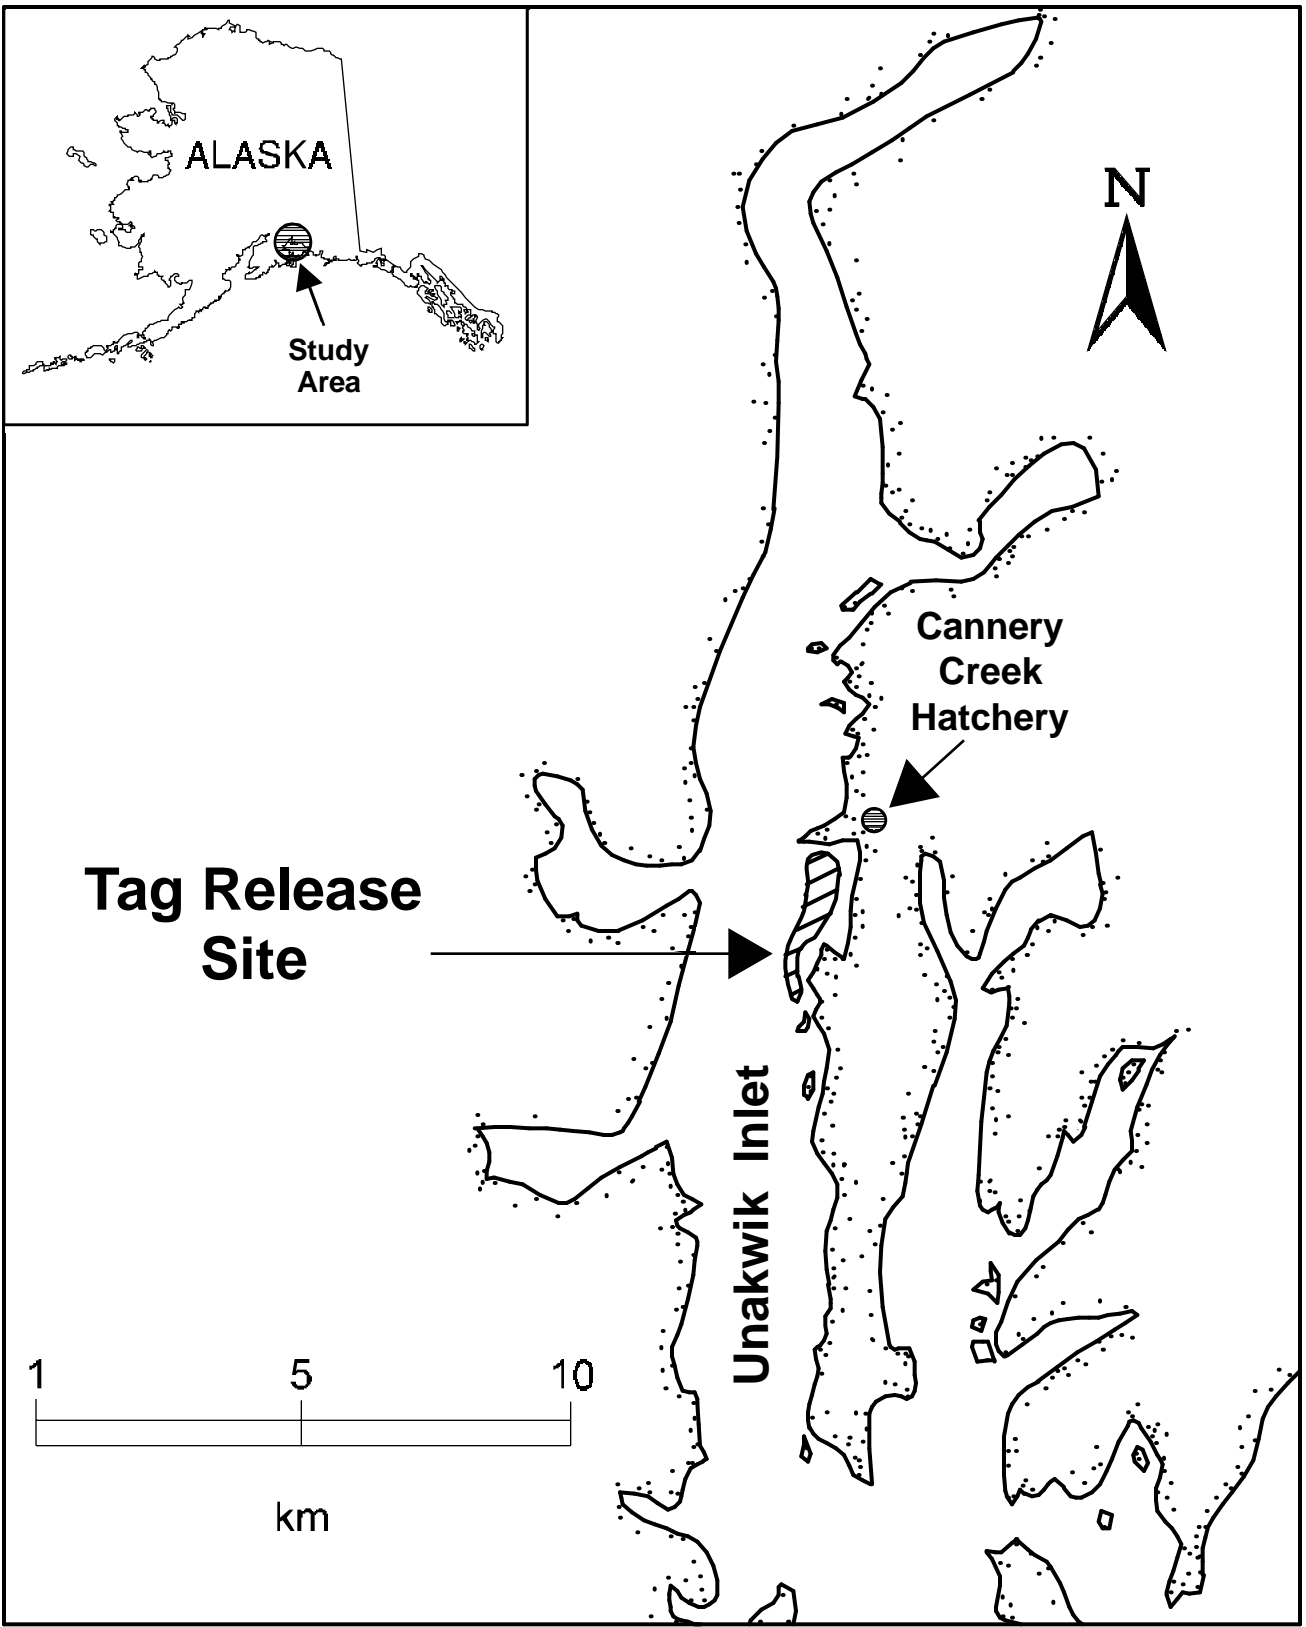 ALASKA
Study
Area
N
Cannery
Creek
Hatchery
Tag Release
Site
Unakwik Inlet
1 5 10
km